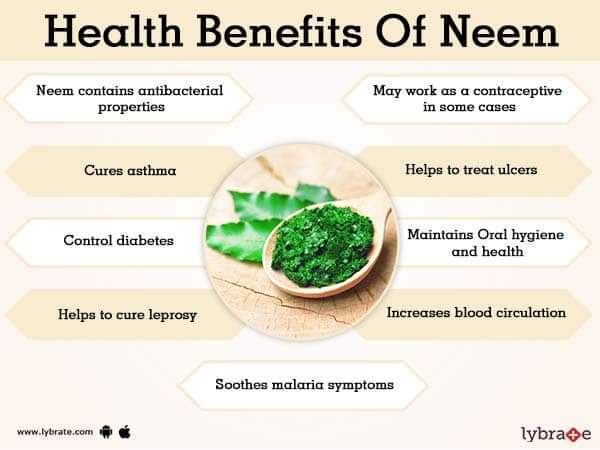 Health Benefits Of Neem
Neem contains antibacterial
properties
May work as a contraceptive
in some cases
Cures asthma
Helps to treat ulcers
Control diabetes
Maintains Oral hygiene
and health
Helps to cure leprosy
Increases blood circulation
Soothes malaria symptoms
www.lybrate.com
lybrate